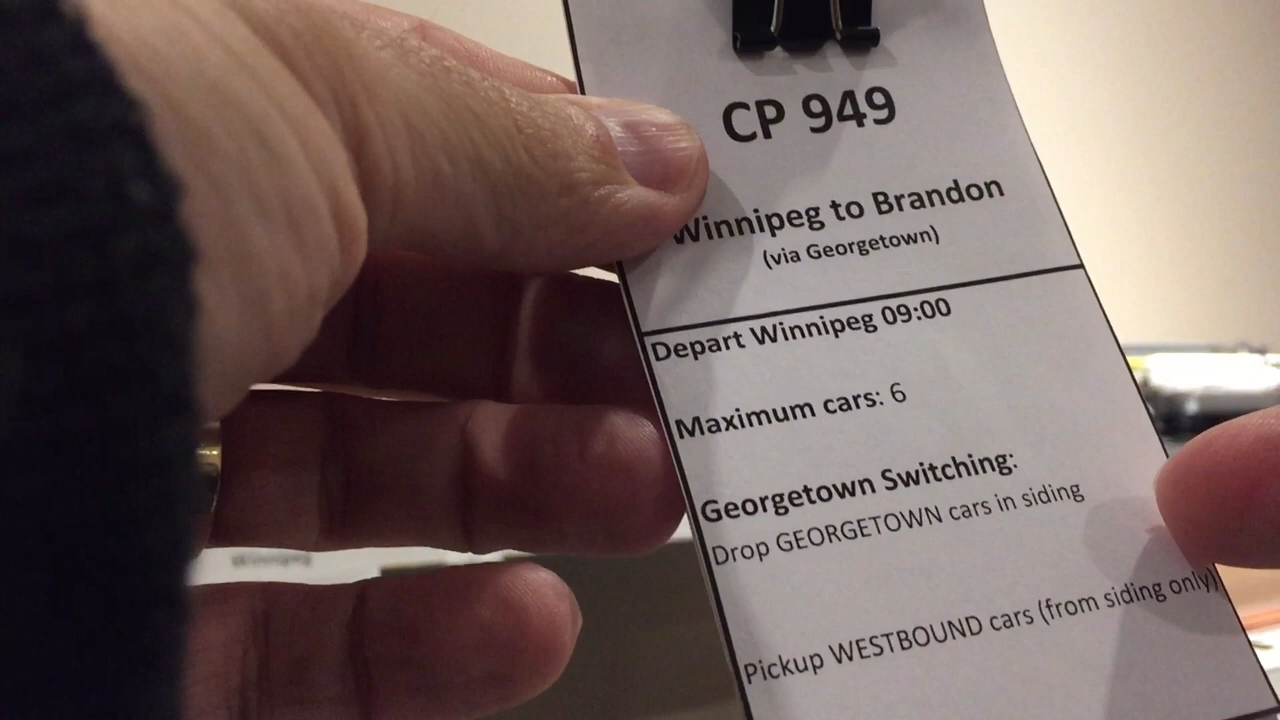 CP 949
Winnipeg to Brandon
(via Georgetown)
Depart Winnipeg 09:00
Maximum cars: 6
Georgetown Switching:
Drop GEORGETOWN cars in siding
Pickup WESTBOUND cars (from siding only)
Winnipeg